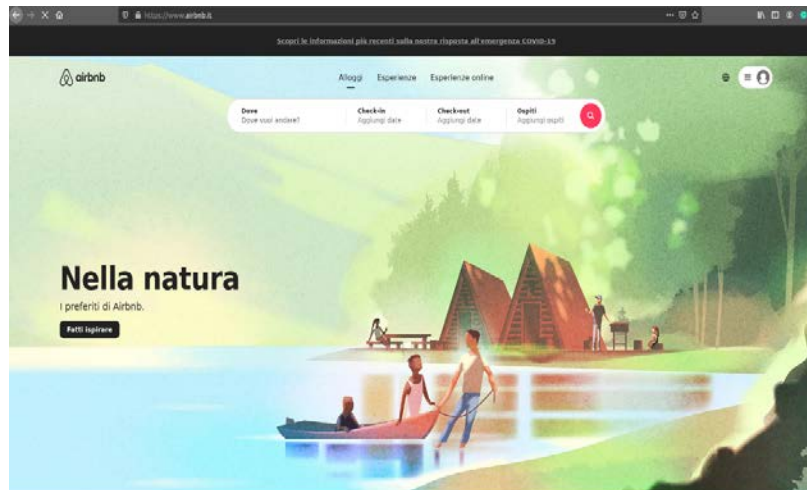 https://www.airbnb.it
Scopri le informazioni più recenti sulla nostra risposta all'emergenza COVID-19
airbnb
Alloggi Esperienze Esperienze online
Dove Check-in Check-out Ospiti
Dove vuoi andare? Aggiungi date Aggiungi date Aggiungi ospiti
Nella natura
I preferiti di Airbnb.
Fatti ispirare